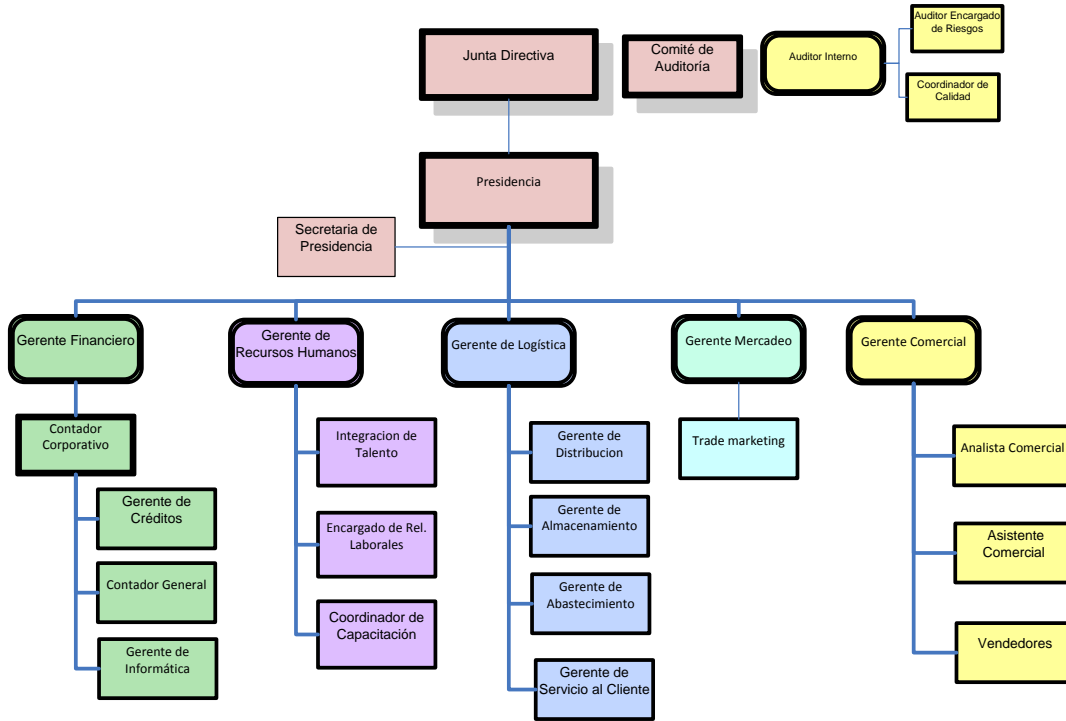 Junta Directiva
Comité de
Auditoría
Auditor Interno
Auditor Encargado
de Riesgos
Coordinador de
Calidad
Presidencia
Secretaria de
Presidencia
Gerente Financiero
Gerente de
Recursos Humanos
Gerente de Logística
Gerente Mercadeo
Gerente Comercial
Contador
Corporativo
Gerente de
Créditos
Contador General
Gerente de
Informática
Integracion de
Talento
Encargado de Rel.
Laborales
Coordinador de
Capacitación
Gerente de
Distribucion
Gerente de
Almacenamiento
Gerente de
Abastecimiento
Gerente de
Servicio al Cliente
Trade marketing
Analista Comercial
Asistente
Comercial
Vendedores